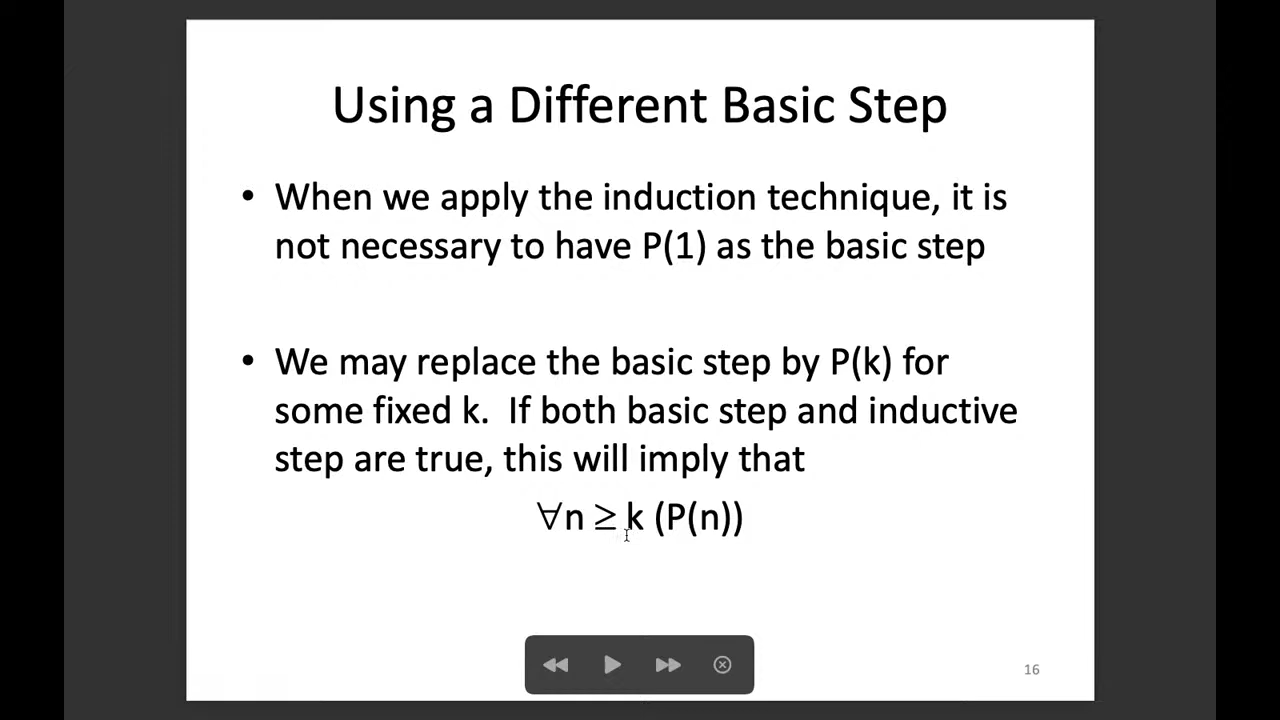 Using a Different Basic Step
• When we apply the induction technique, it is
not necessary to have P(1) as the basic step
• We may replace the basic step by P(k) for
some fixed k.  If both basic step and inductive
step are true, this will imply that
∀n ≥ k (P(n))
16